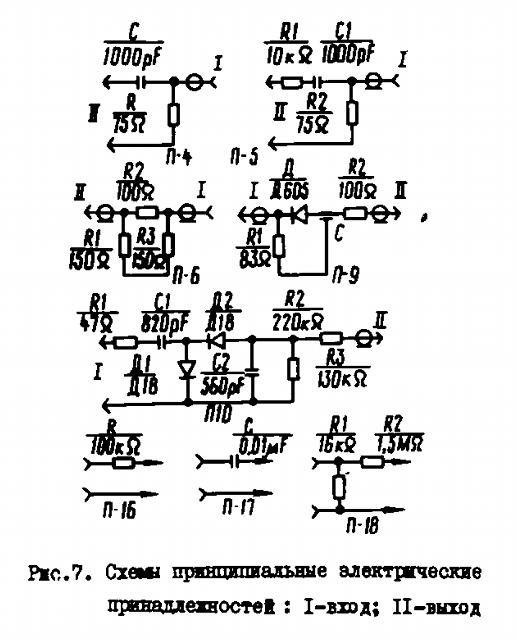 C
1000pF
I
II
R
75Ω
П-4
R1
10кΩ
C1
1000pF
I
II
R2
75Ω
П-5
II
R2
100Ω
I
R1
150Ω
R3
150Ω
П-6
I
Д
Д605
R2
100Ω
II
R1
83Ω
C
П-9
R1
47Ω
C1
820pF
Д2
Д18
R2
220кΩ
II
I
Д1
Д18
C2
560pF
R3
130кΩ
П10
R
100кΩ
П-16
C
0,01мF
П-17
R1
16кΩ
R2
1,5МΩ
П-18
Рис.7. Схемы принципиальные электрические
принадлежностей : I-вход; II-выход